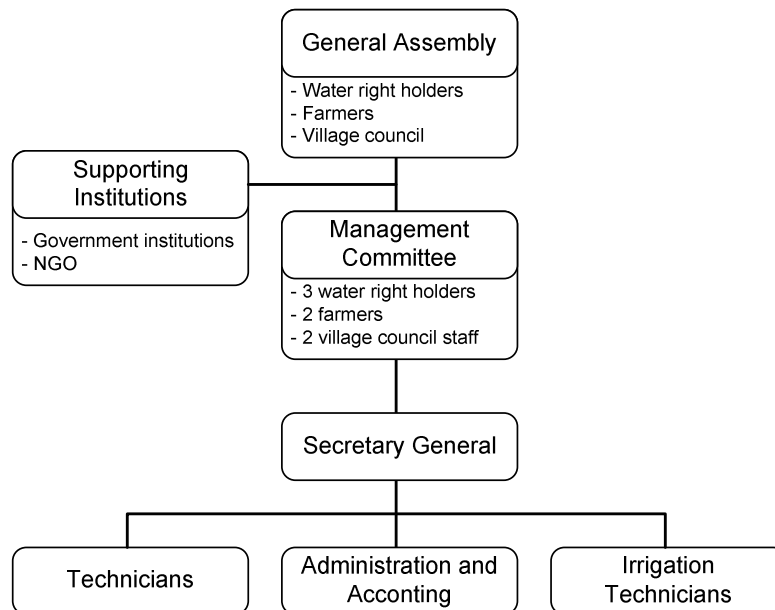 General Assembly
- Water right holders
- Farmers
- Village council
Supporting
Institutions
- Government institutions
- NGO
Management
Committee
- 3 water right holders
- 2 farmers
- 2 village council staff
Secretary General
Technicians
Administration and
Acconting
Irrigation
Technicians